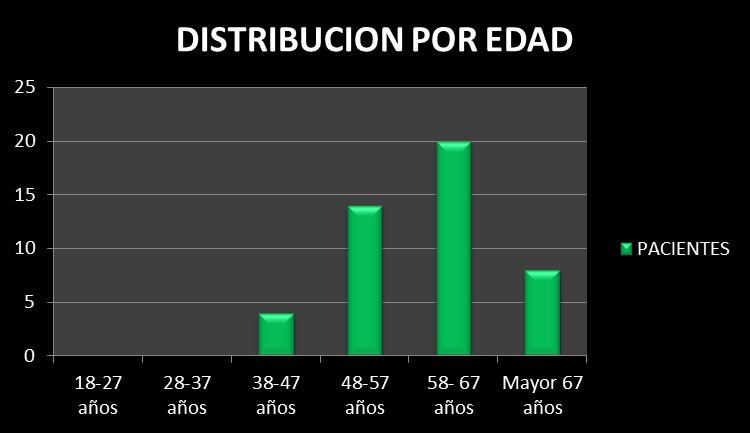 DISTRIBUCION POR EDAD
25
20
15
10
5
0
PACIENTES
18-27 28-37 38-47 48-57 58- 67 Mayor 67
años años años años años años